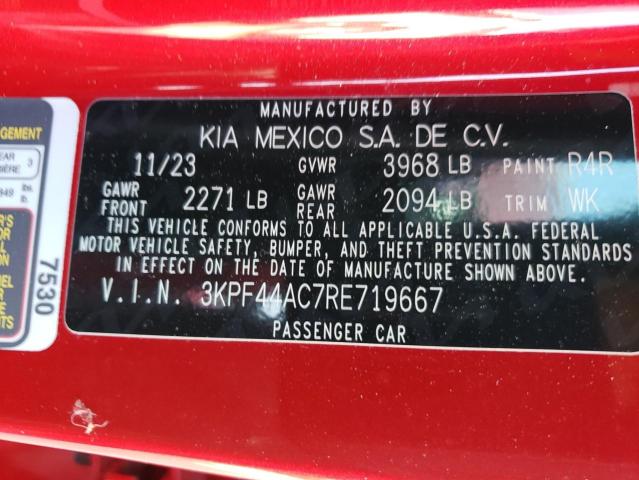 MANUFACTURED BY
KIA MEXICO S.A. DE C.V.
11/23 GVWR 3968 LB PAINT R4R
GAWR FRONT 2271 LB GAWR REAR 2094 LB TRIM WK
THIS VEHICLE CONFORMS TO ALL APPLICABLE U.S.A. FEDERAL
MOTOR VEHICLE SAFETY, BUMPER, AND THEFT PREVENTION STANDARDS
IN EFFECT ON THE DATE OF MANUFACTURE SHOWN ABOVE.
V.I.N. 3KPF44AC7RE719667
PASSENGER CAR
7530
3
lbs.